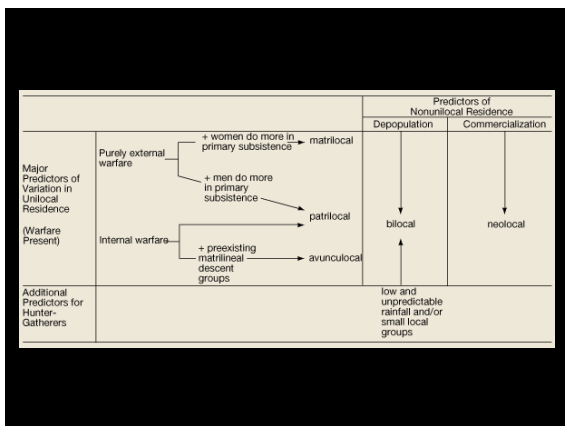 Predictors of
Nonunilocal Residence
Depopulation
Commercialization
Major
Predictors of
Variation in
Unilocal
Residence
(Warfare
Present)
Purely external
warfare
+ women do more in
primary subsistence
matrilocal
+ men do more
in primary
subsistence
patrilocal
Internal warfare
+ preexisting
matrilineal
descent
groups
avunculocal
bilocal
neolocal
Additional
Predictors for
Hunter-
Gatherers
low and
unpredictable
rainfall and/or
small local
groups